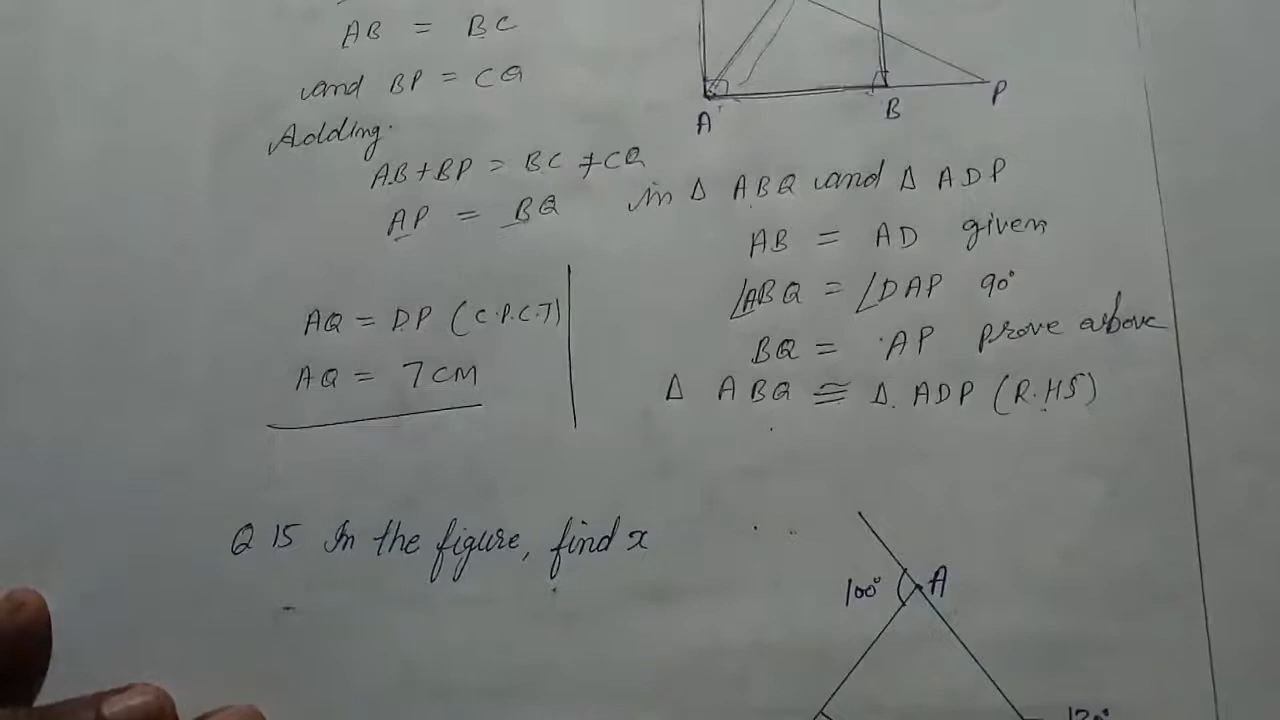 AB = BC
and BP = CQ
Adding.
AB + BP = BC + CQ
AP = BQ
AQ = DP (C.P.C.T)
AQ = 7 CM
A
B
P
in Δ ABQ and Δ ADP
AB = AD given
∠ABQ = ∠DAP 90°
BQ = AP prove above
Δ ABQ ≅ Δ. ADP (R.HS)
Q 15 In the figure, find x
100°
A